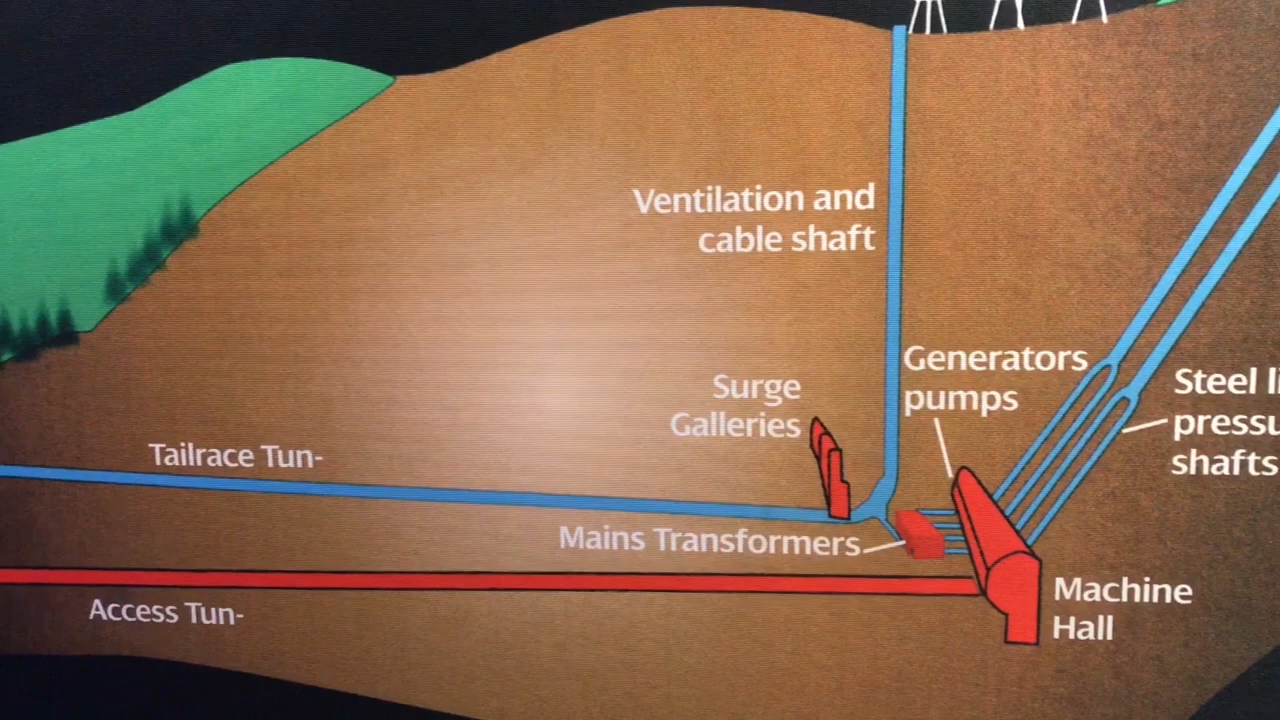 Ventilation and
cable shaft
Generators
pumps
Surge
Galleries
Steel
pressu
shafts
Tailrace Tun-
Mains Transformers
Access Tun-
Machine
Hall